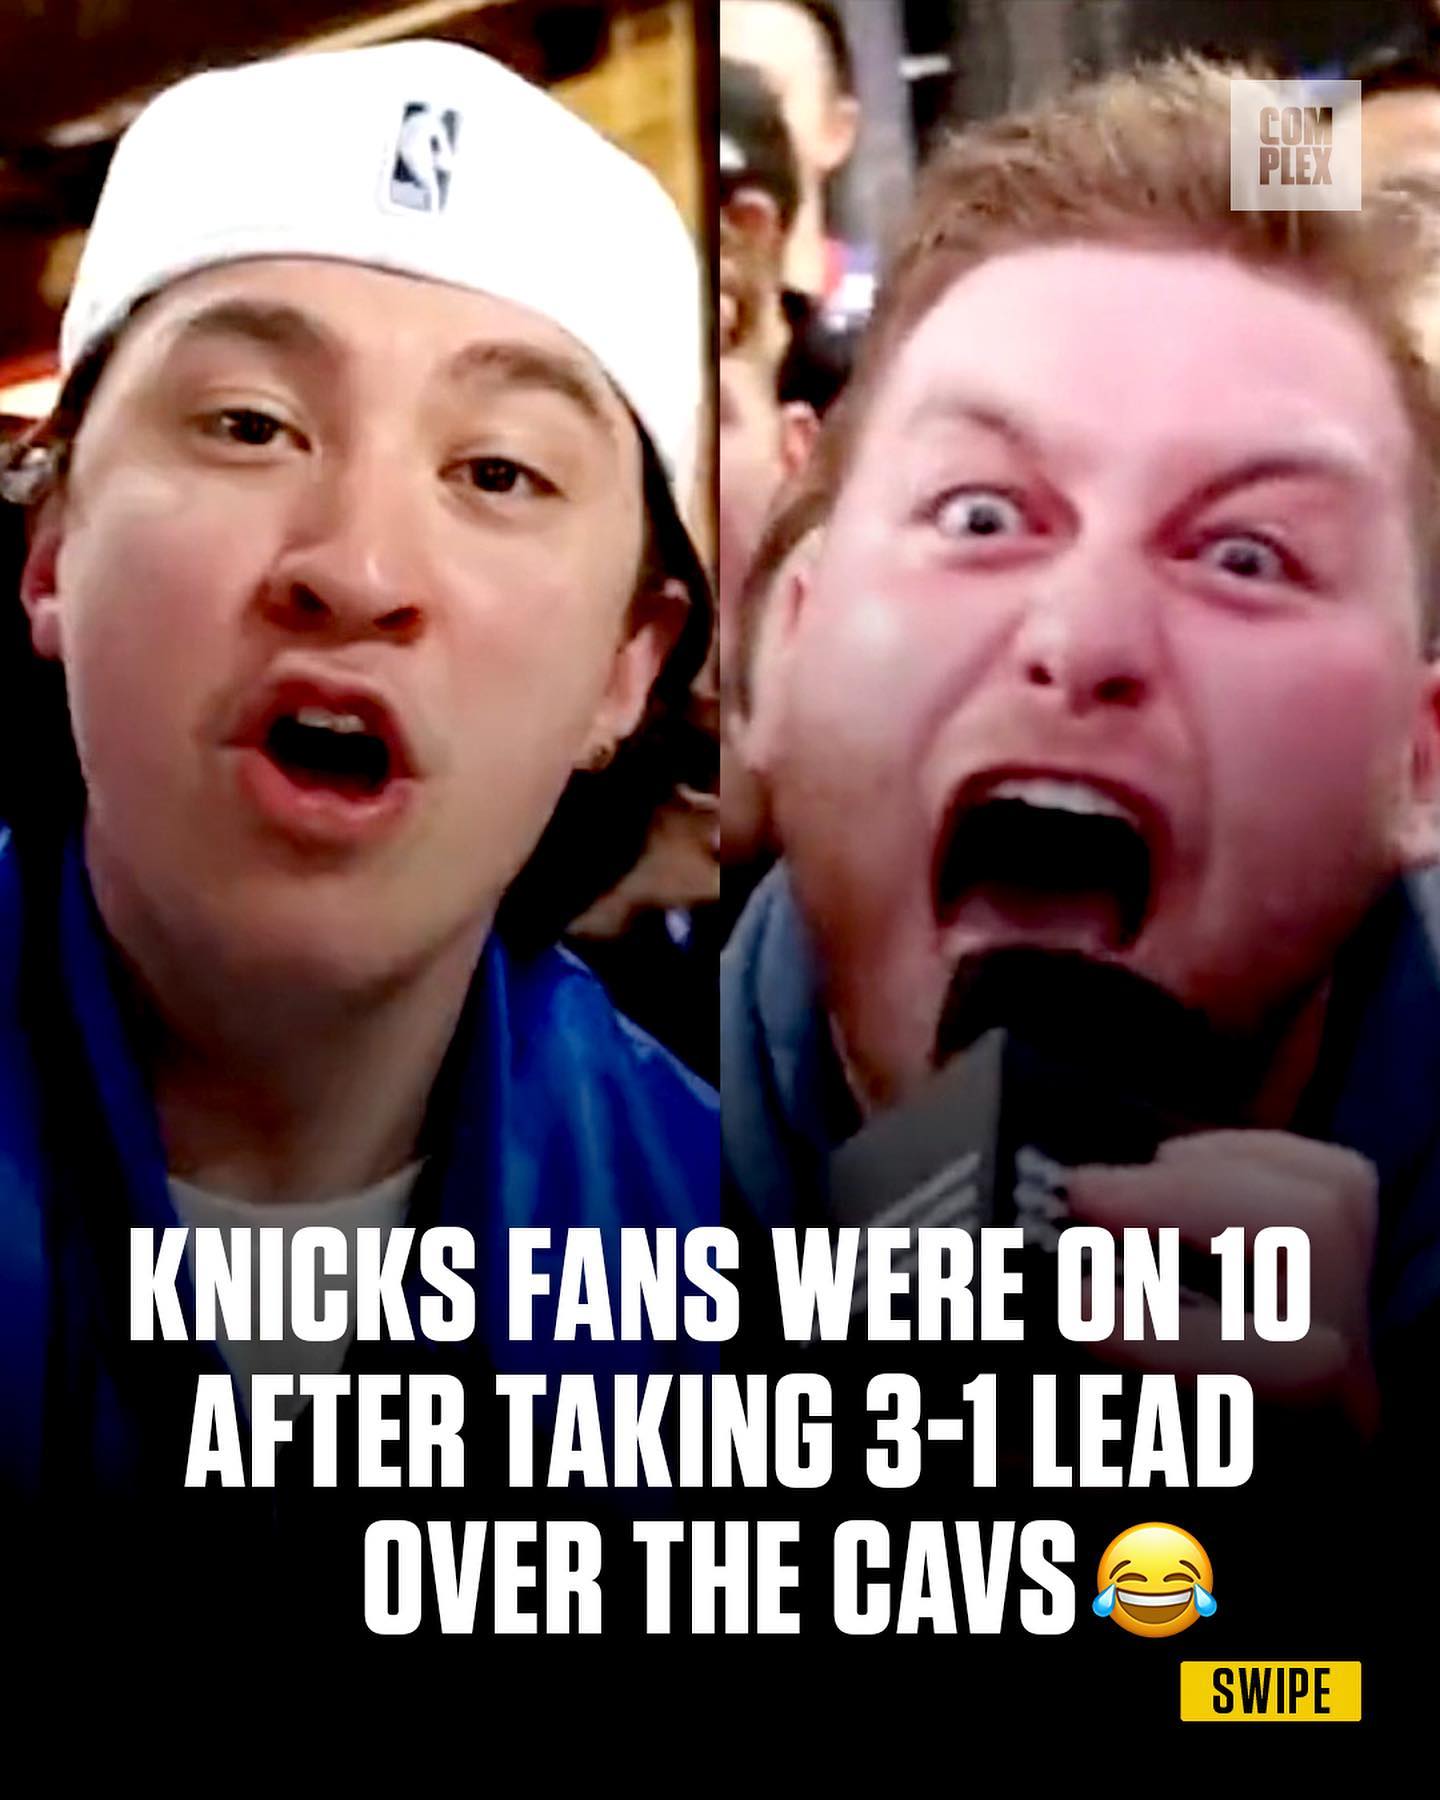 COM
PLEX
KNICKS FANS WERE ON 10
AFTER TAKING 3-1 LEAD
OVER THE CAVS😂
SWIPE